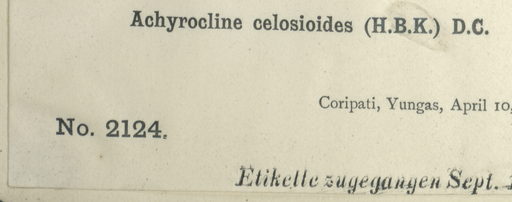 Achyrocline celosioides (H.B.K.) D.C.
Coripati, Yungas, April 10,
No. 2124.
Etikette zugegangen Sept.